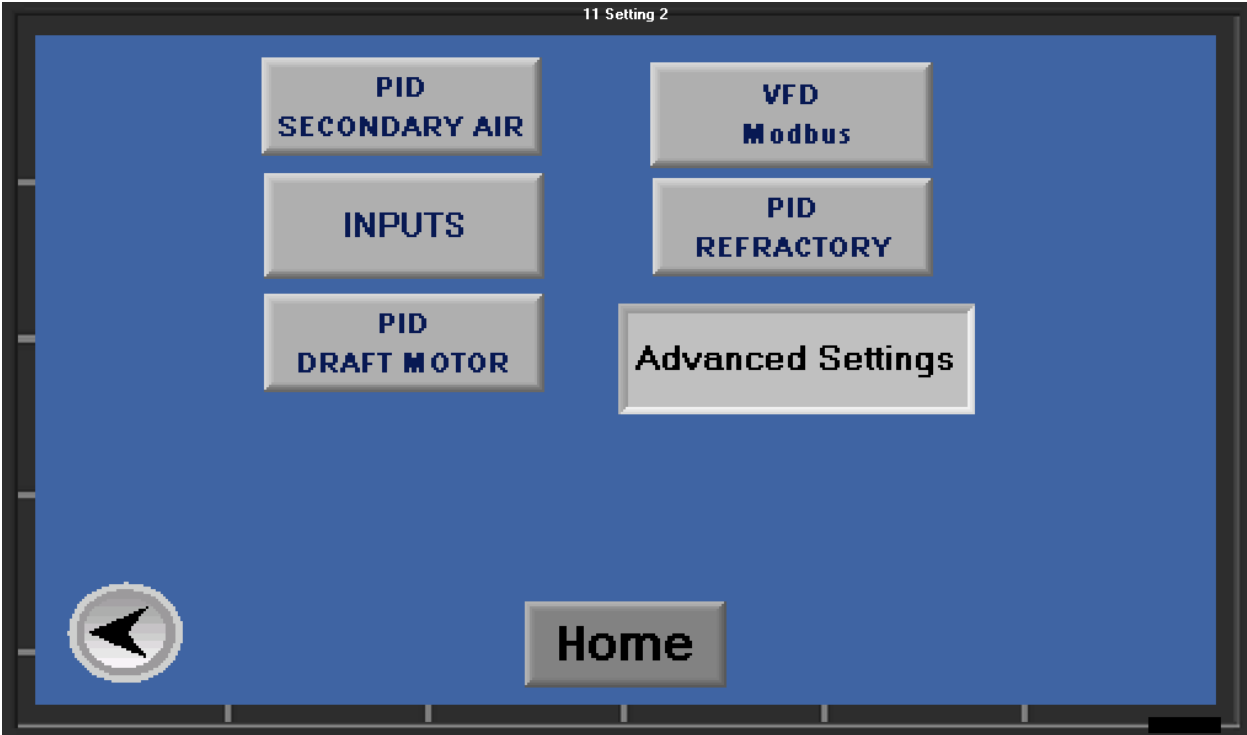 11 Setting 2
PID
SECONDARY AIR
VFD
Modbus
INPUTS
PID
REFRACTORY
PID
DRAFT MOTOR
Advanced Settings
Home